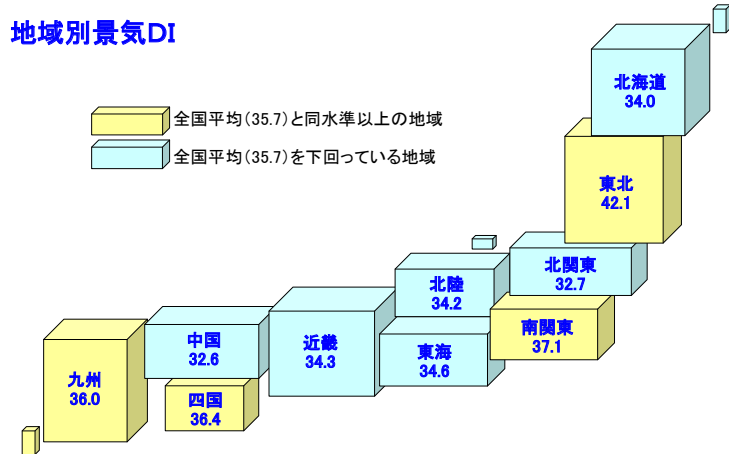 地域別景気DI
全国平均（35.7）と同水準以上の地域
全国平均（35.7）を下回っている地域
北海道
34.0
東北
42.1
北関東
32.7
北陸
34.2
南関東
37.1
東海
34.6
近畿
34.3
中国
32.6
四国
36.4
九州
36.0